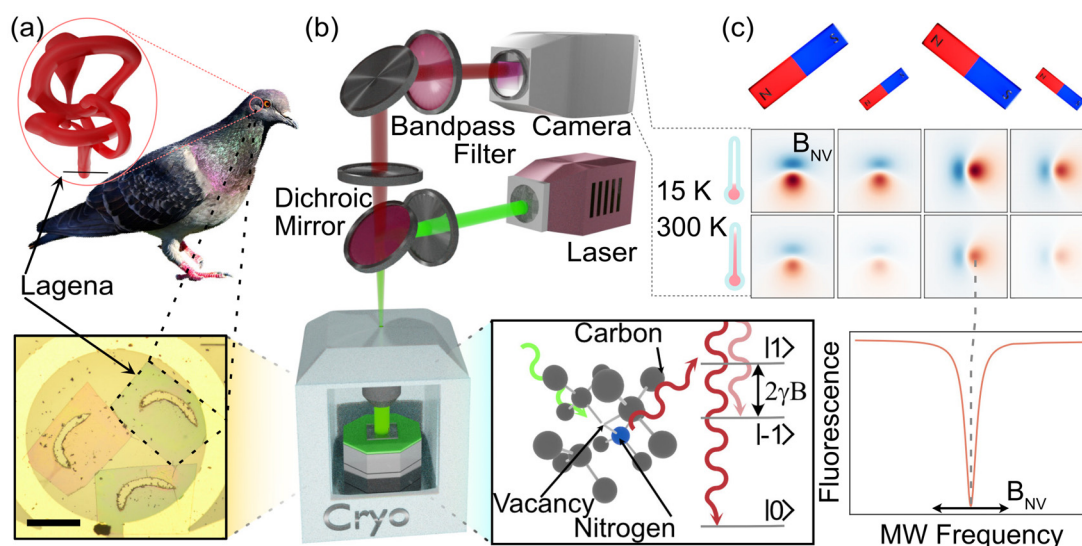 (a)
Lagena
(b)
Bandpass
Filter
Camera
Dichroic
Mirror
Laser
Cryo
Carbon
Vacancy
Nitrogen
|1>
2γB
|-1>
|0>
(c)
N
S
N
S
N
S
N
B_NV
15 K
300 K
Fluorescence
B_NV
MW Frequency